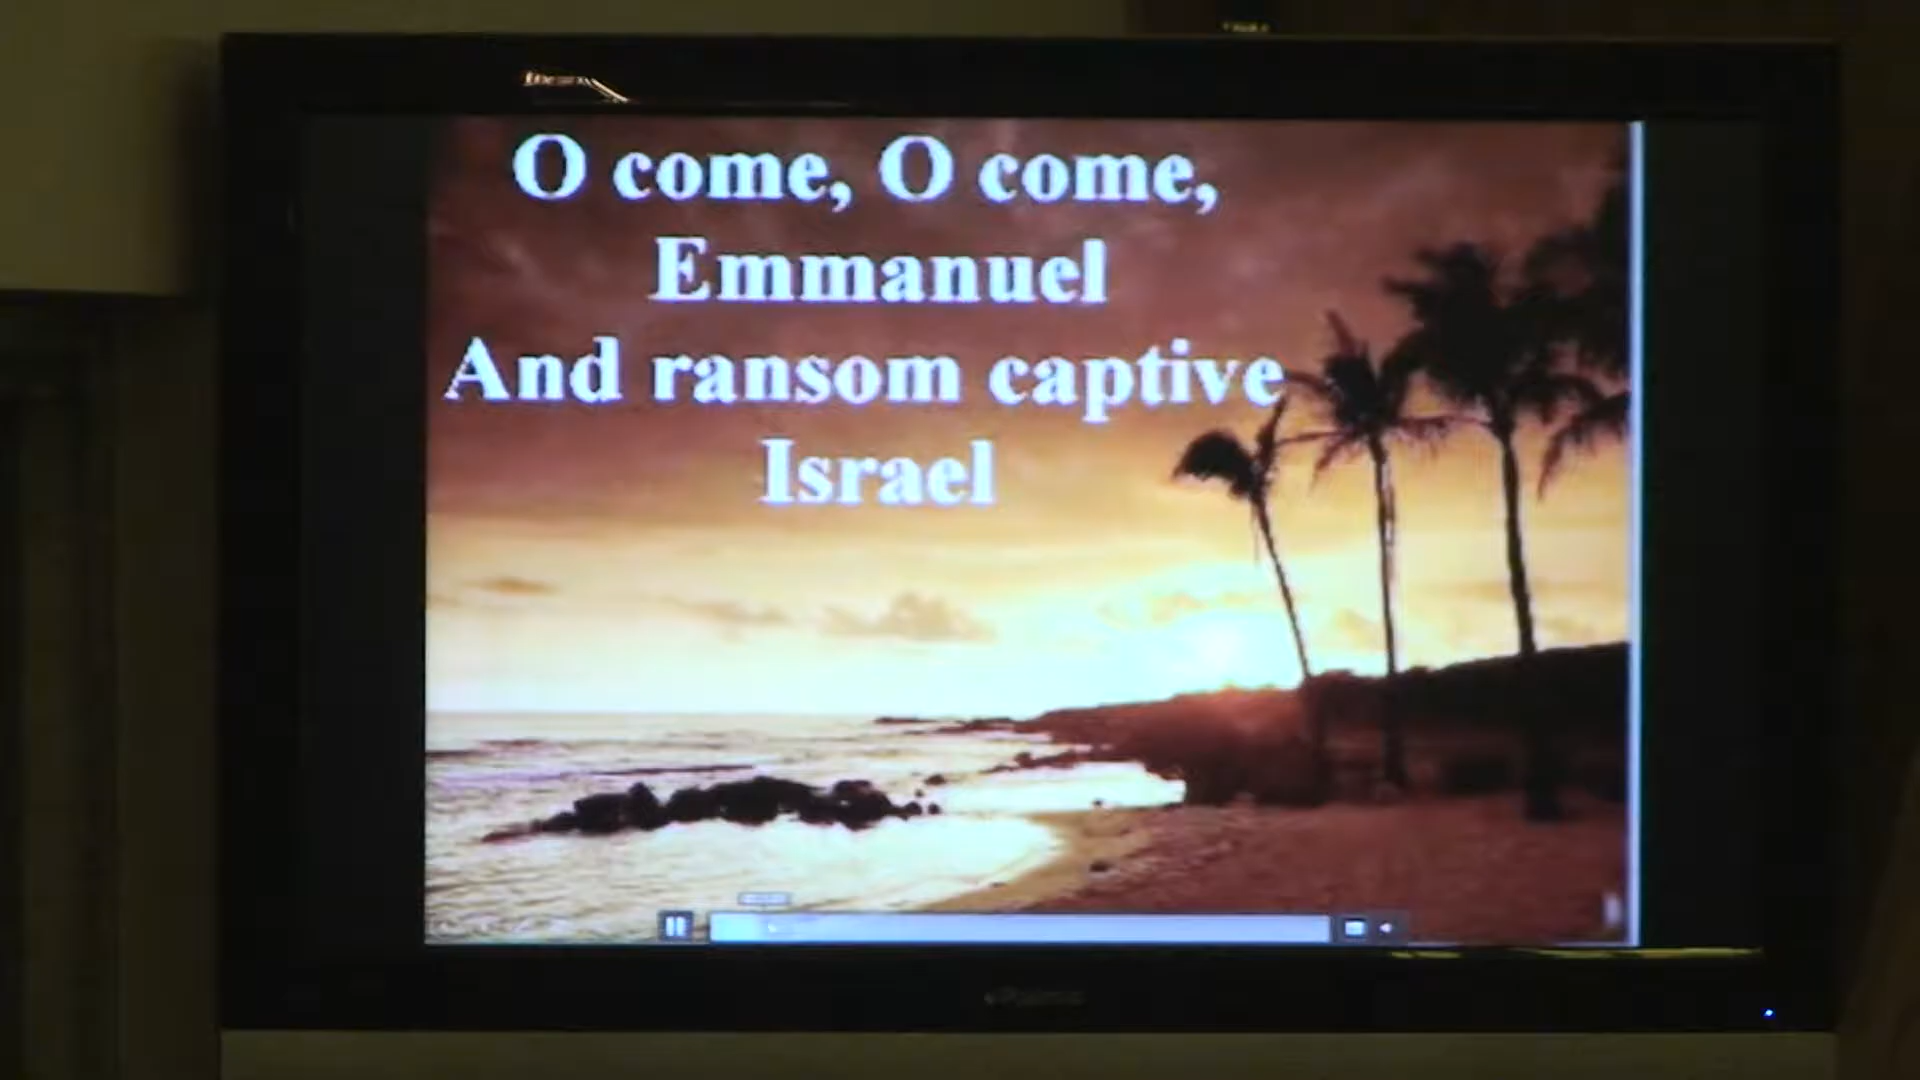 O come, O come,
Emmanuel
And ransom captive
Israel